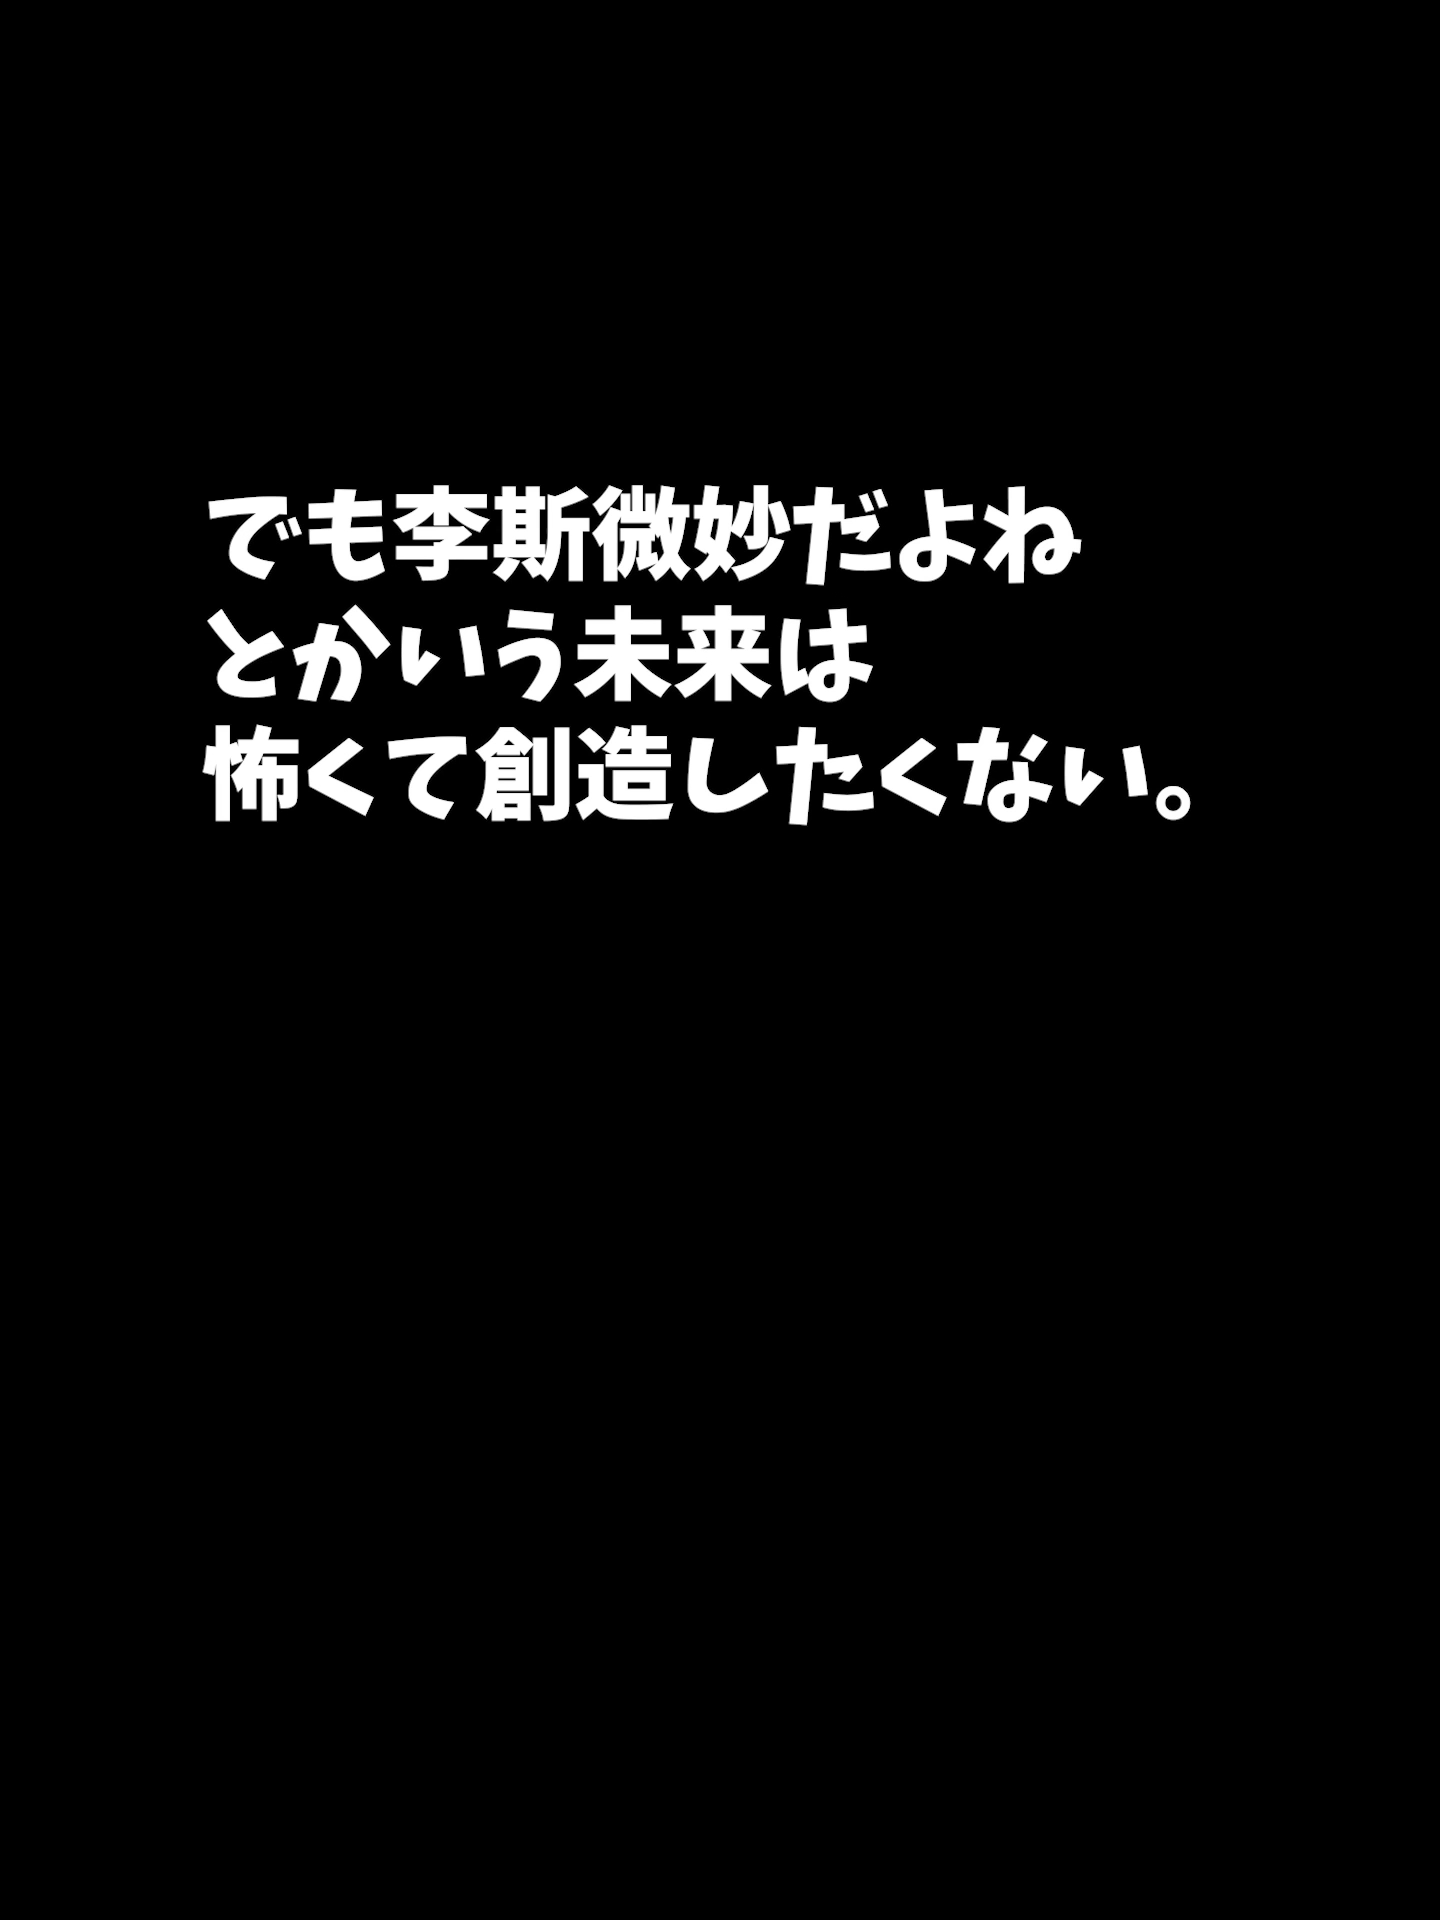 でも李斯微妙だよね
とかいう未来は
怖くて創造したくない。